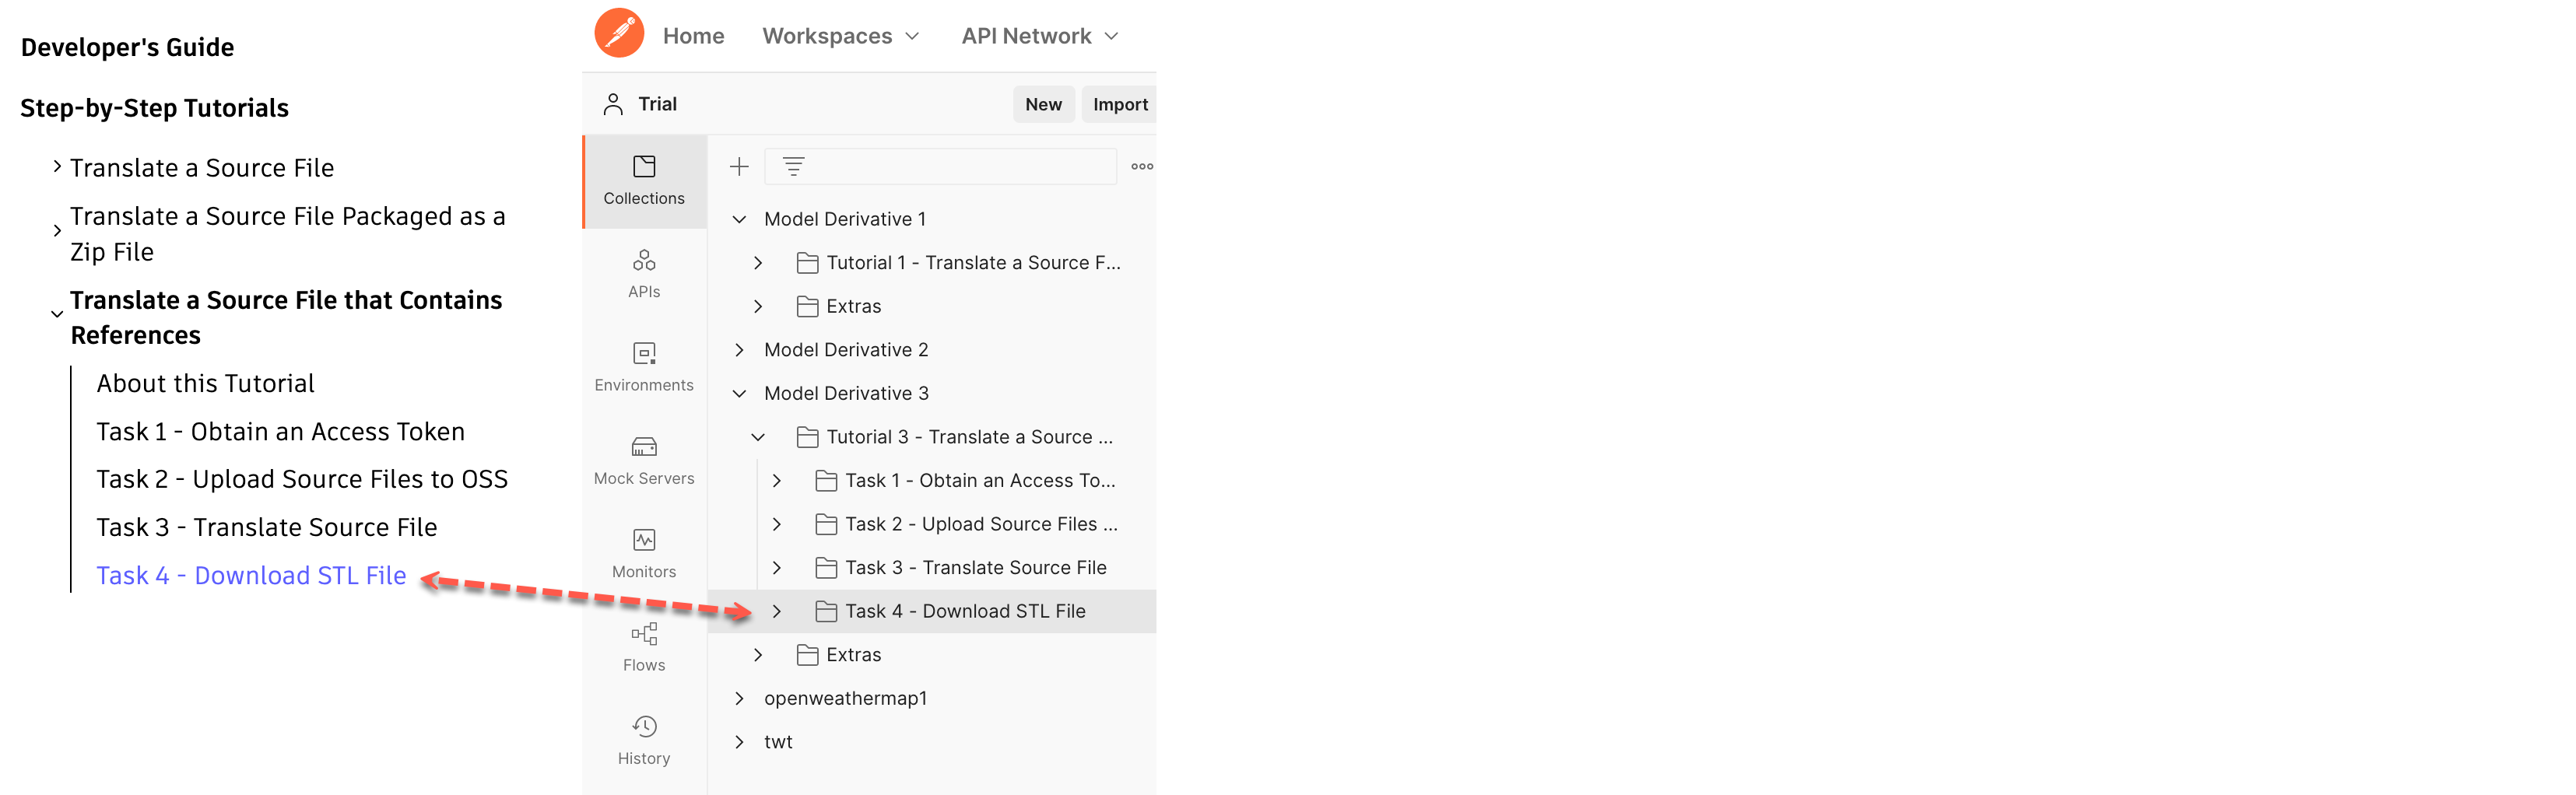 Developer's Guide
Step-by-Step Tutorials
Translate a Source File
Translate a Source File Packaged as a
Zip File
Translate a Source File that Contains
References
About this Tutorial
Task 1 - Obtain an Access Token
Task 2 - Upload Source Files to OSS
Task 3 - Translate Source File
Task 4 - Download STL File
Home Workspaces API Network
Trial New Import
Collections
APIs
Environments
Mock Servers
Monitors
Flows
History
Model Derivative 1
Tutorial 1 - Translate a Source F...
Extras
Model Derivative 2
Model Derivative 3
Tutorial 3 - Translate a Source ...
Task 1 - Obtain an Access To...
Task 2 - Upload Source Files ...
Task 3 - Translate Source File
Task 4 - Download STL File
Extras
openweathermap1
twt